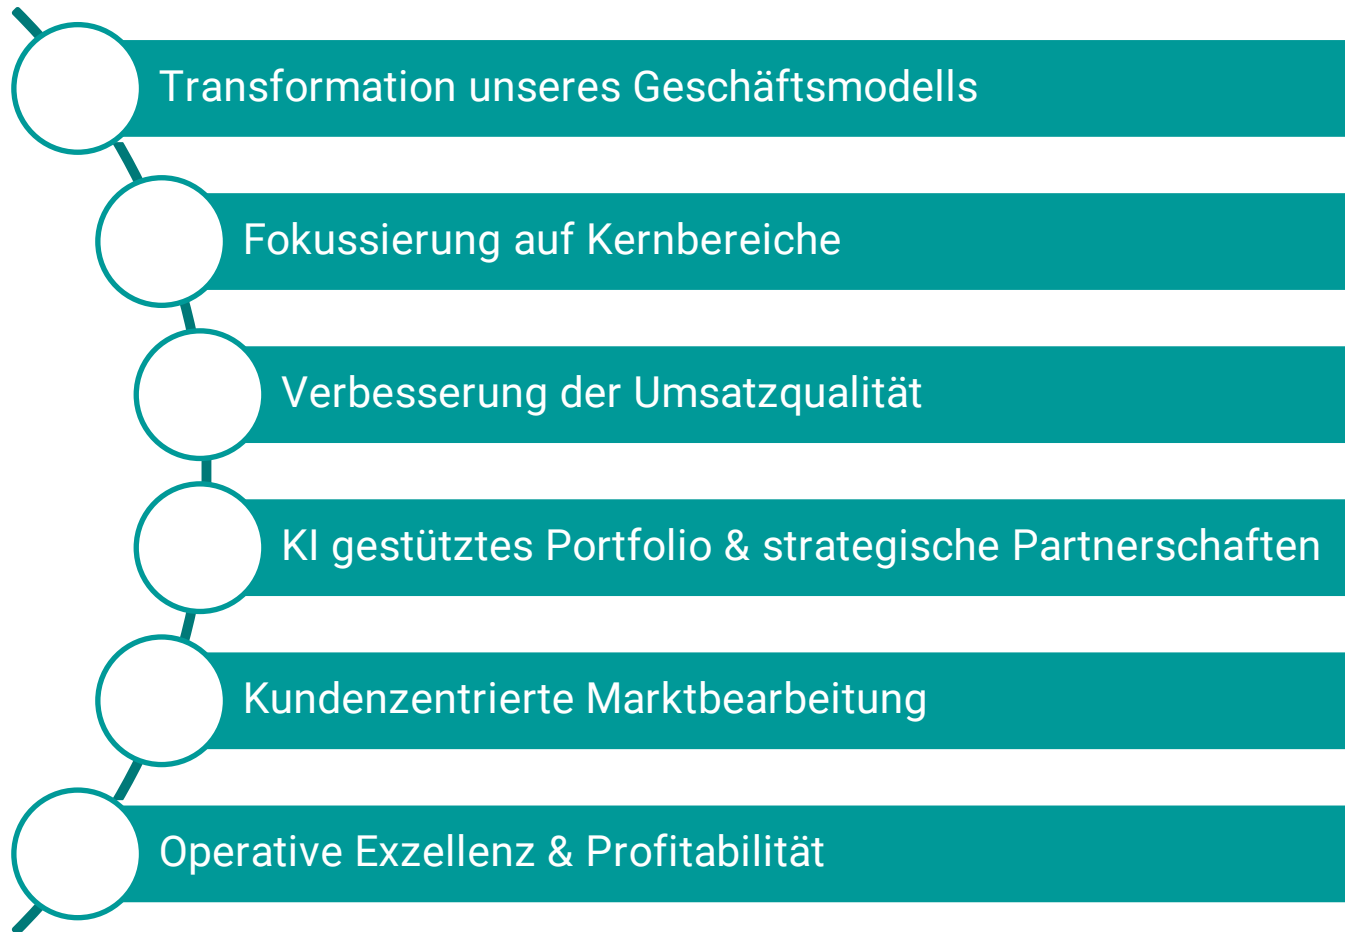 Transformation unseres Geschäftsmodells
Fokussierung auf Kernbereiche
Verbesserung der Umsatzqualität
KI gestütztes Portfolio & strategische Partnerschaften
Kundenzentrierte Marktbearbeitung
Operative Exzellenz & Profitabilität